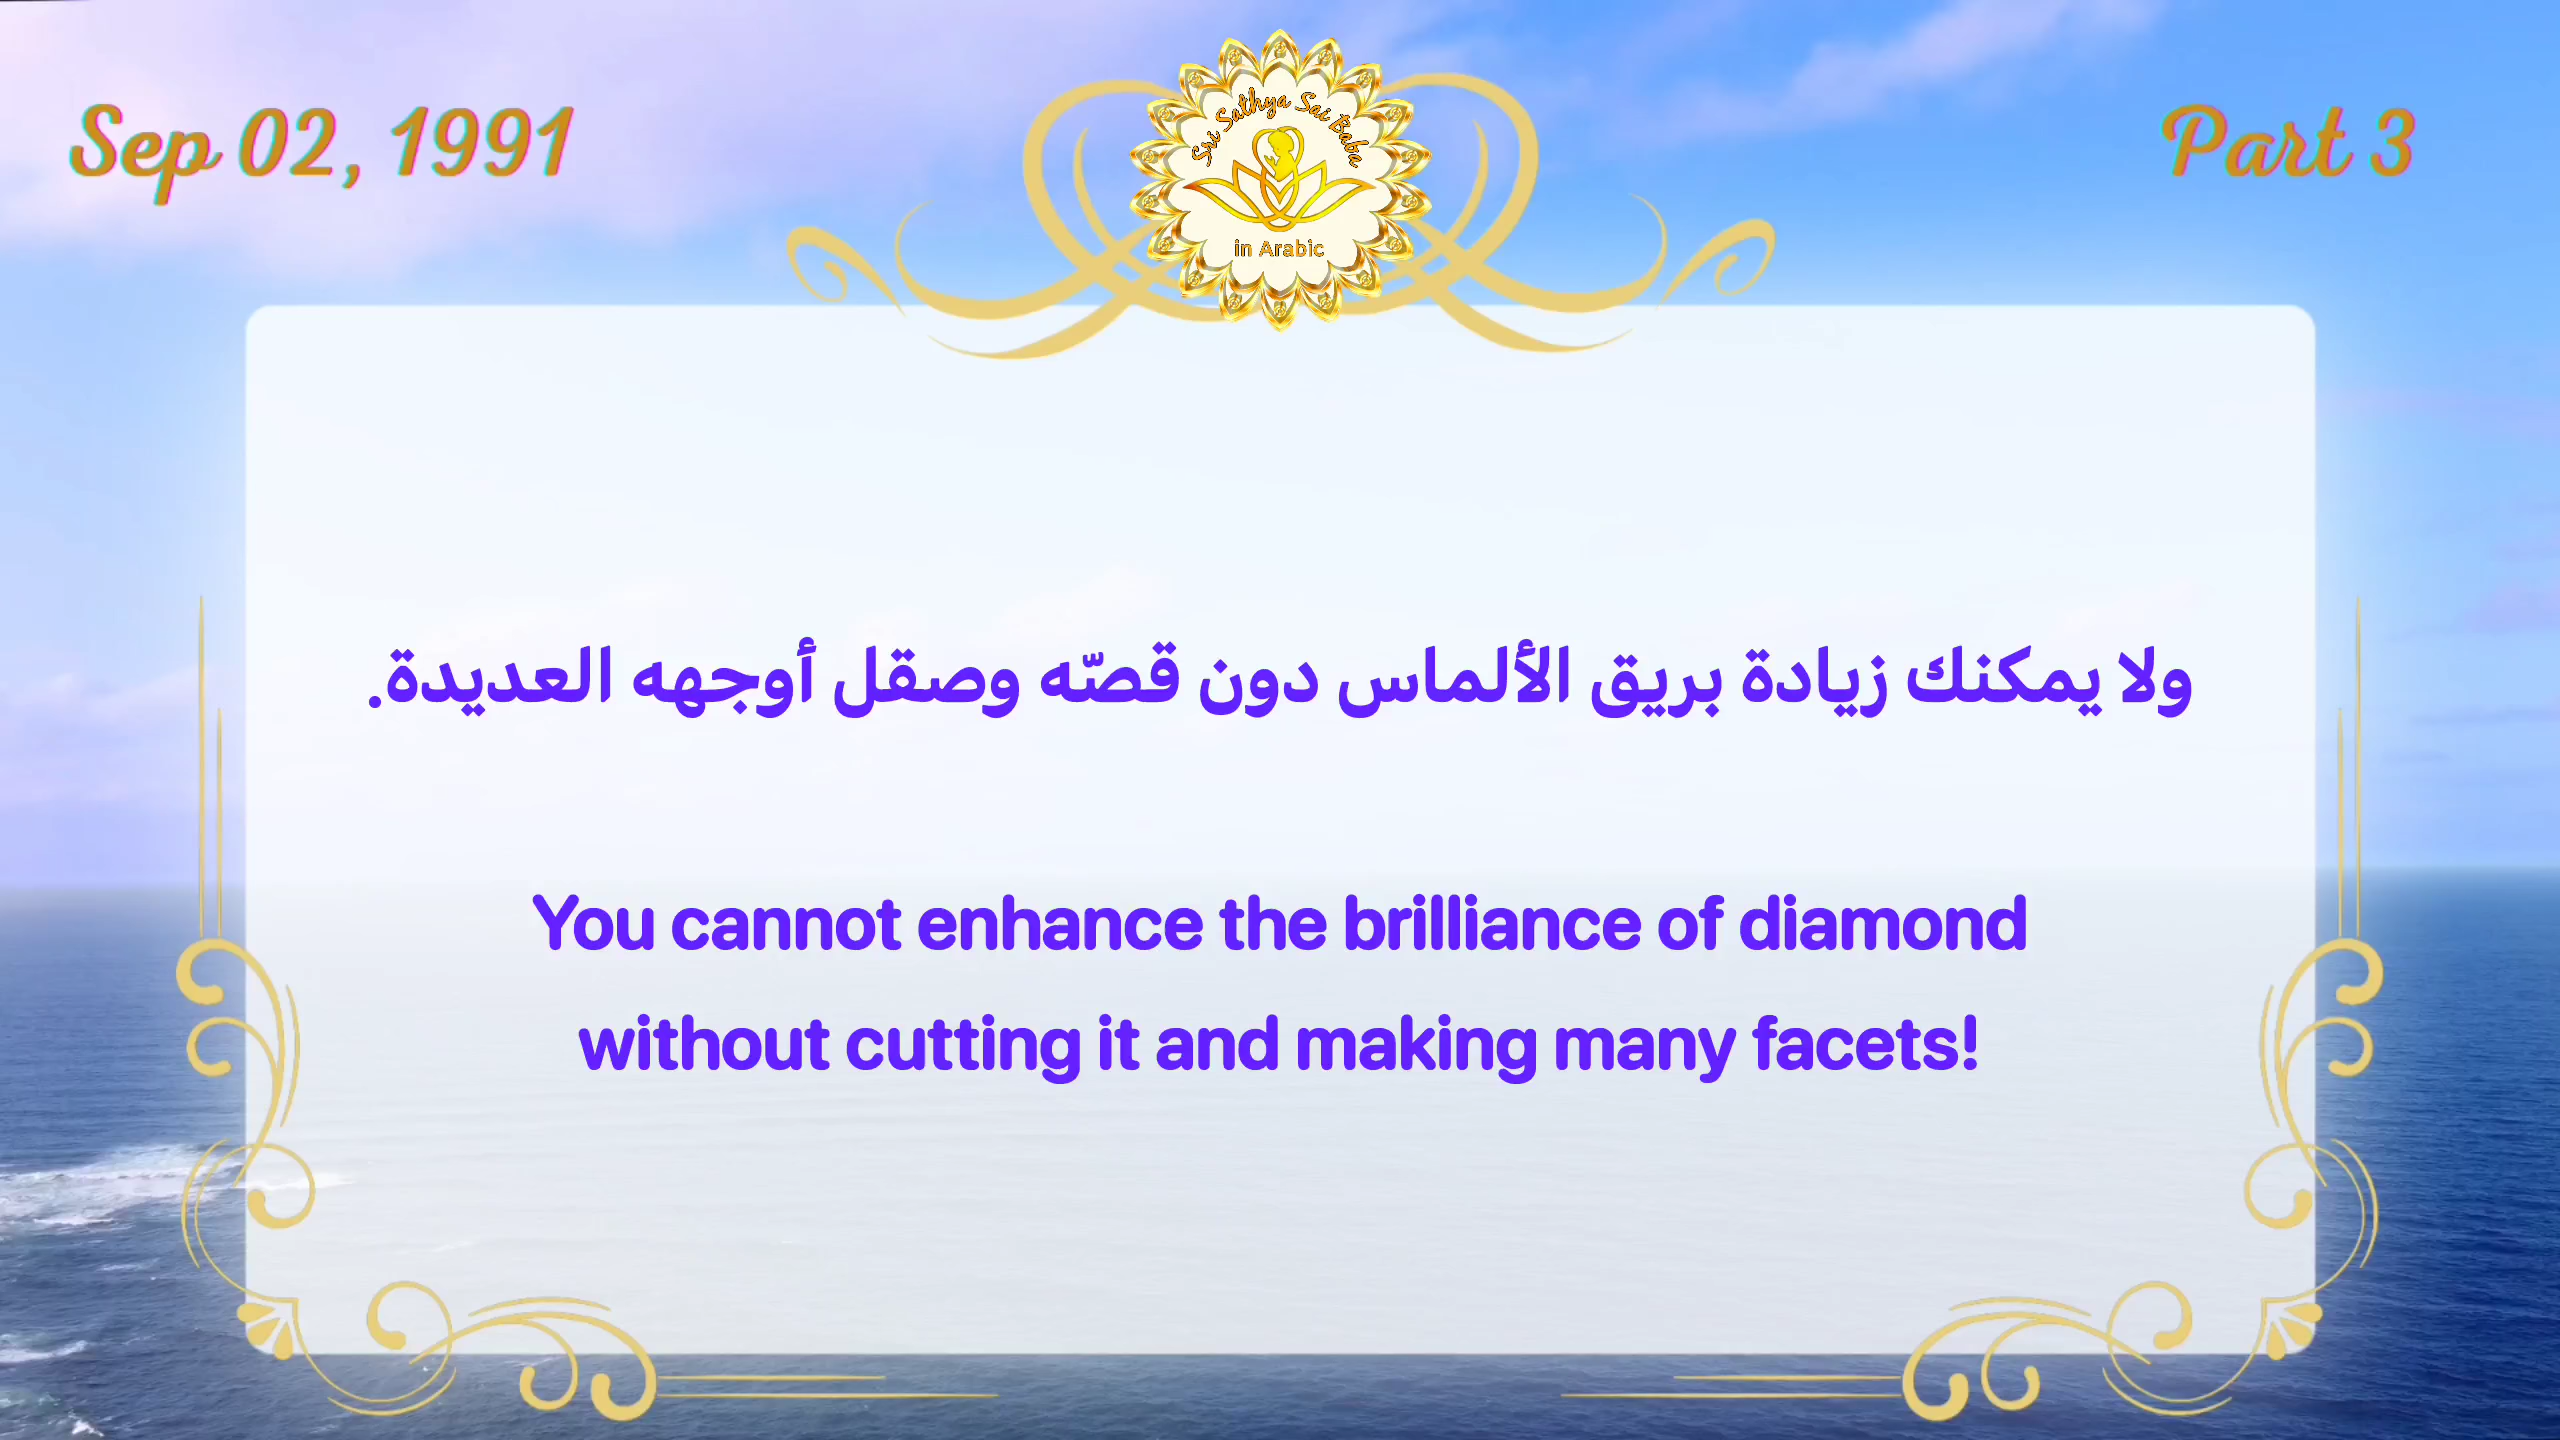 Sep 02, 1991
Sri Sathya Sai Baba
in Arabic
Part 3
ولا يمكنك زيادة بريق الألماس دون قصّه وصقل أوجهه العديدة.
You cannot enhance the brilliance of diamond
without cutting it and making many facets!